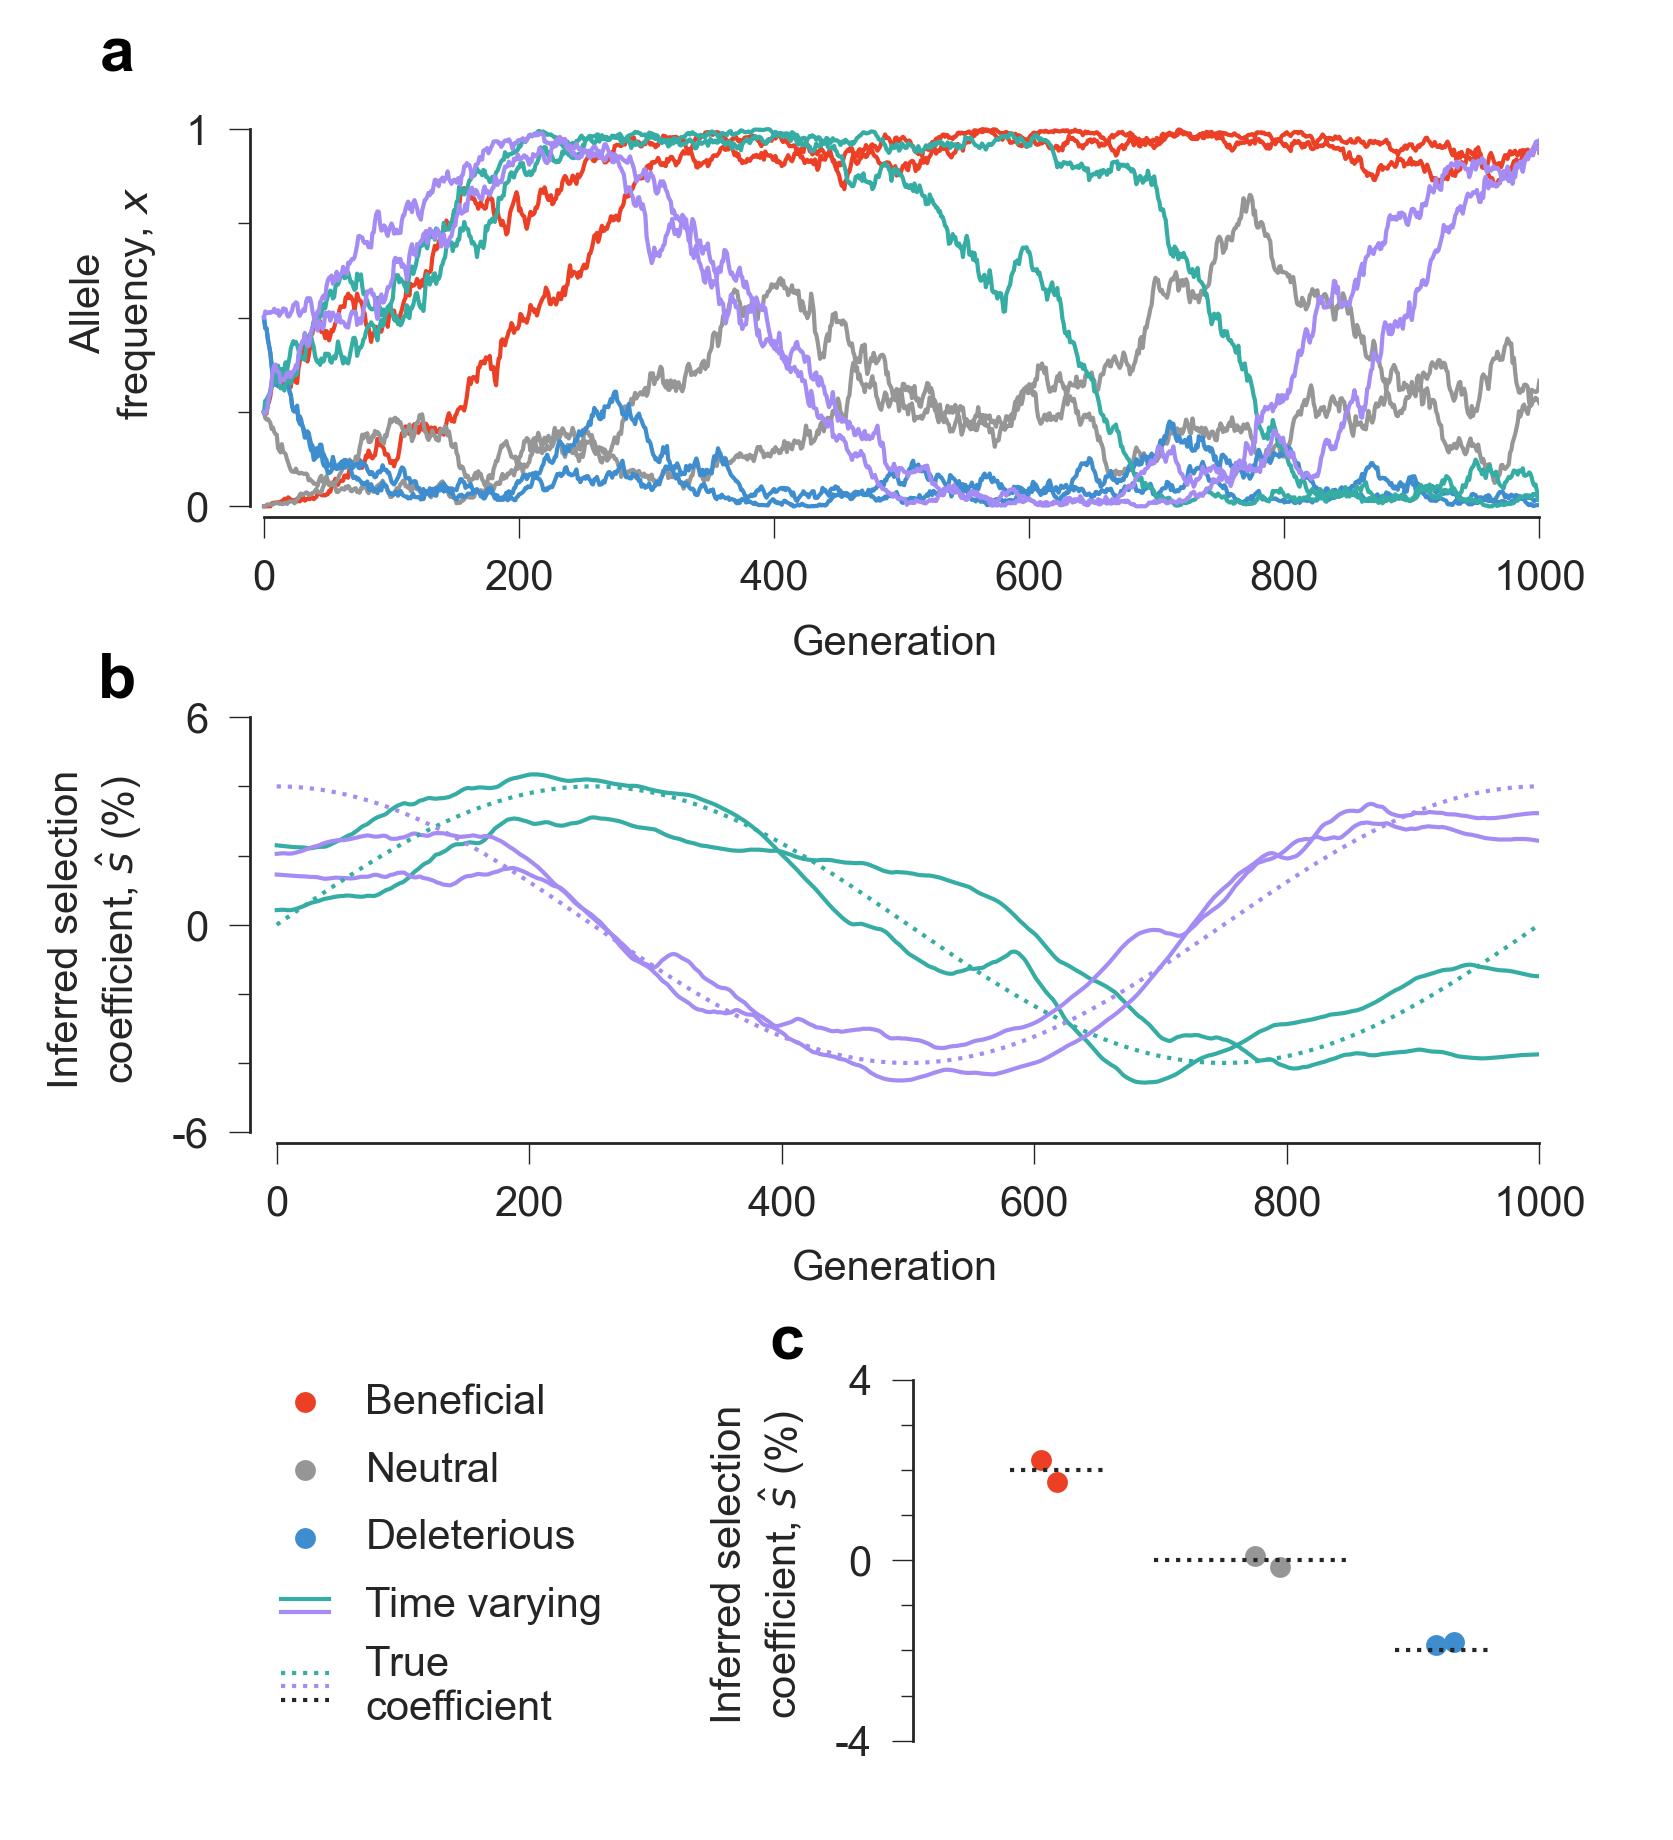 a
Allele
frequency, x
1
0
0 200 400 600 800 1000
Generation
b
Inferred selection
coefficient, ŝ (%)
6
0
-6
0 200 400 600 800 1000
Generation
Beneficial
Neutral
Deleterious
Time varying
True
coefficient
c
Inferred selection
coefficient, ŝ (%)
4
0
-4